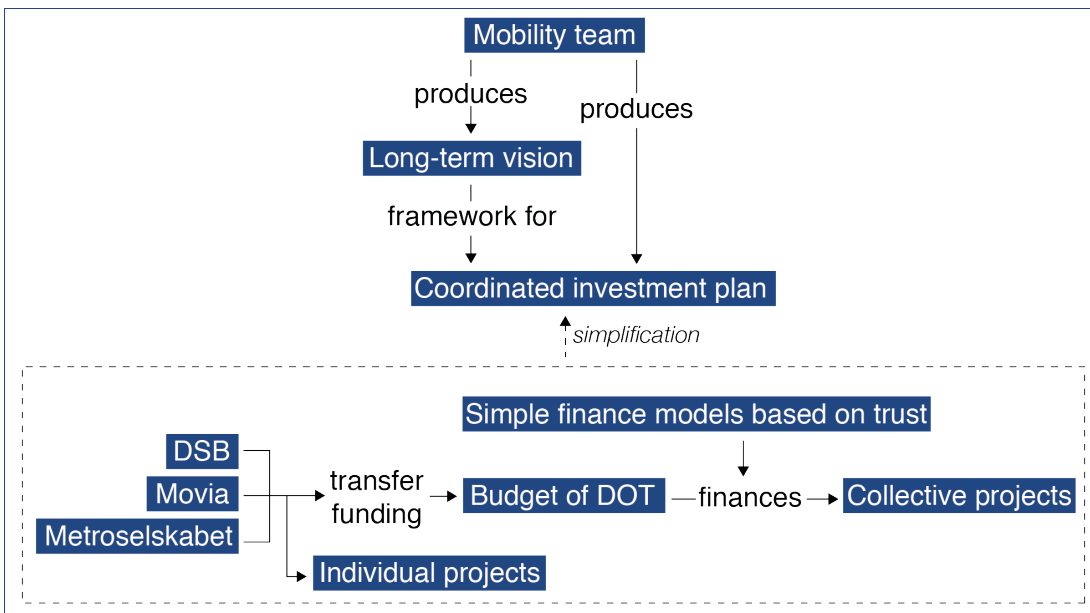 Mobility team
produces
produces
Long-term vision
framework for
Coordinated investment plan
simplification
Simple finance models based on trust
DSB
Movia
Metroselskabet
transfer
funding
Budget of DOT
finances
Collective projects
Individual projects